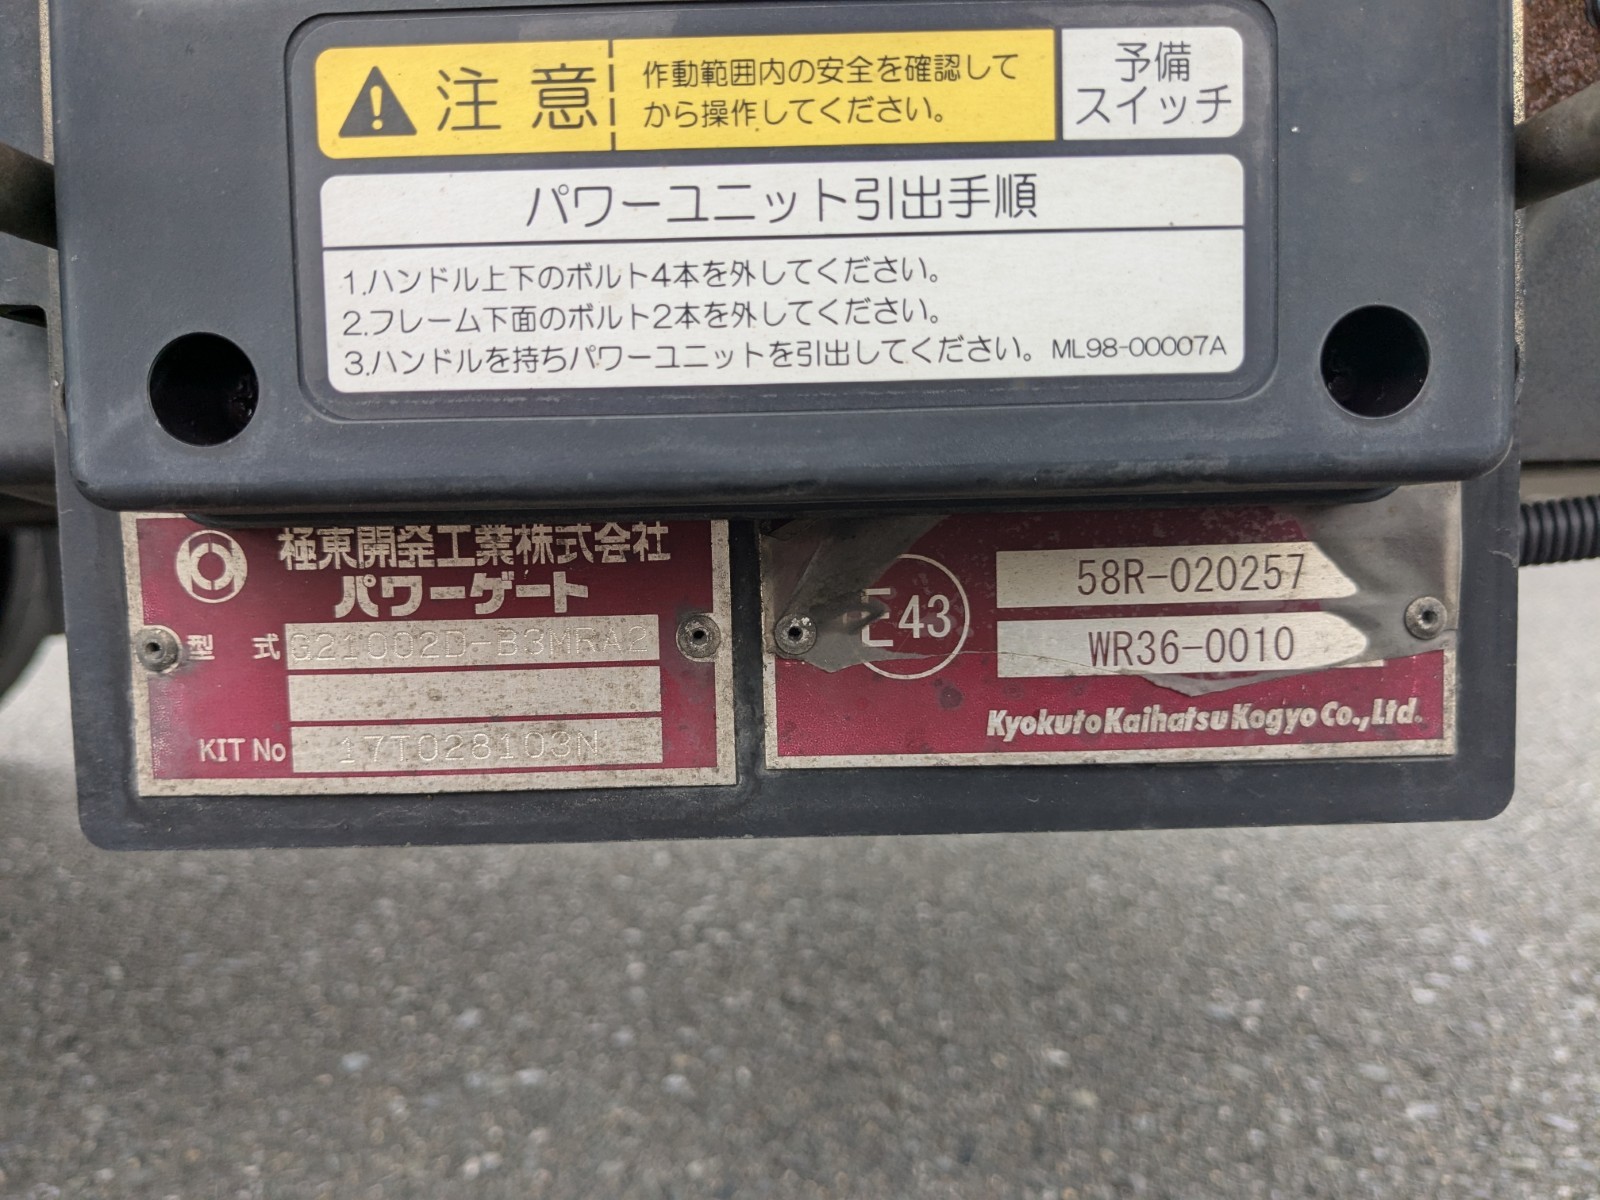 注意
作動範囲内の安全を確認して
から操作してください。
予備
スイッチ
パワーユニット引出手順
1.ハンドル上下のボルト4本を外してください。
2.フレーム下面のボルト2本を外してください。
3.ハンドルを持ちパワーユニットを引出してください。 ML98-00007A
極東開発工業株式会社
パワーゲート
型式 G21002D-B3MRA2
KIT No 17T028103N
E43
58R-020257
WR36-0010
Kyokuto Kaihatsu Kogyo Co., Ltd.